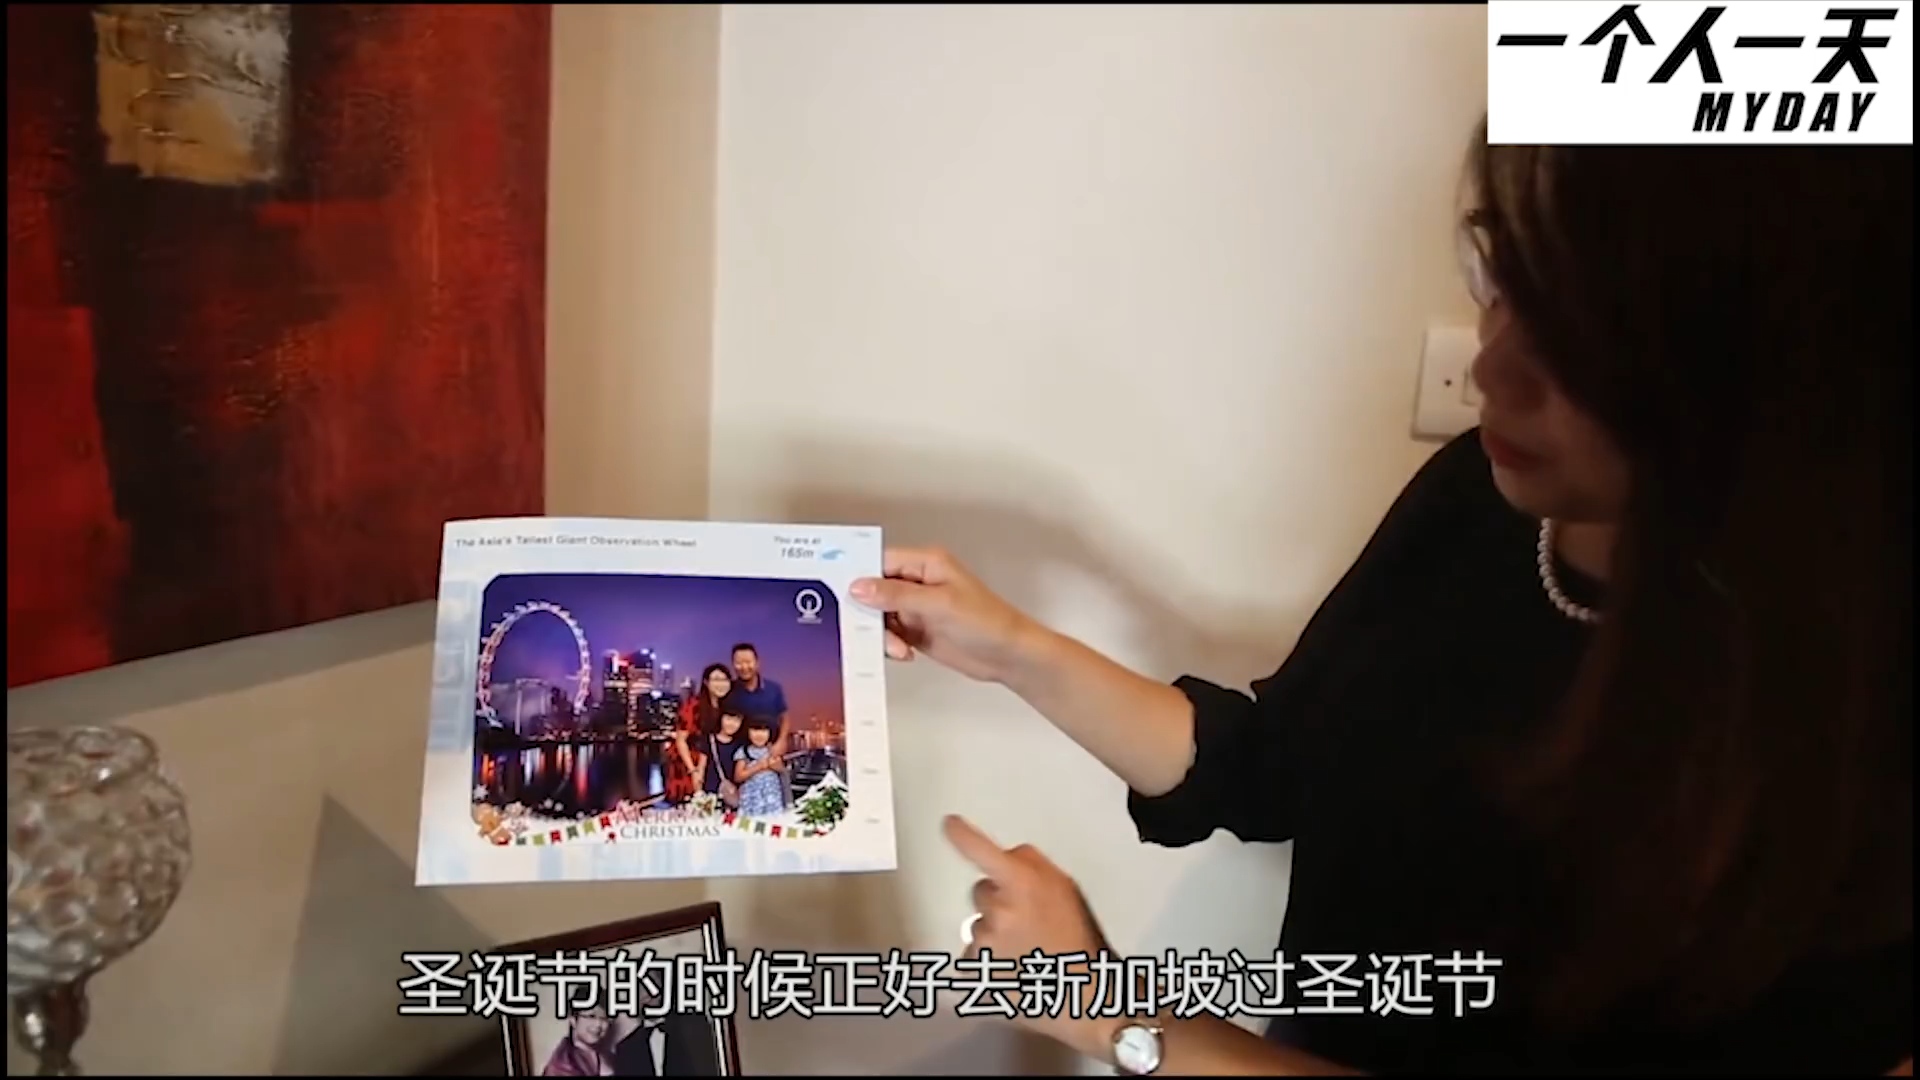 一个人一天
MYDAY
The Asia's Tallest Giant Observation Wheel
You are at
165m
MERRY
CHRISTMAS
圣诞节的时候正好去新加坡过圣诞节